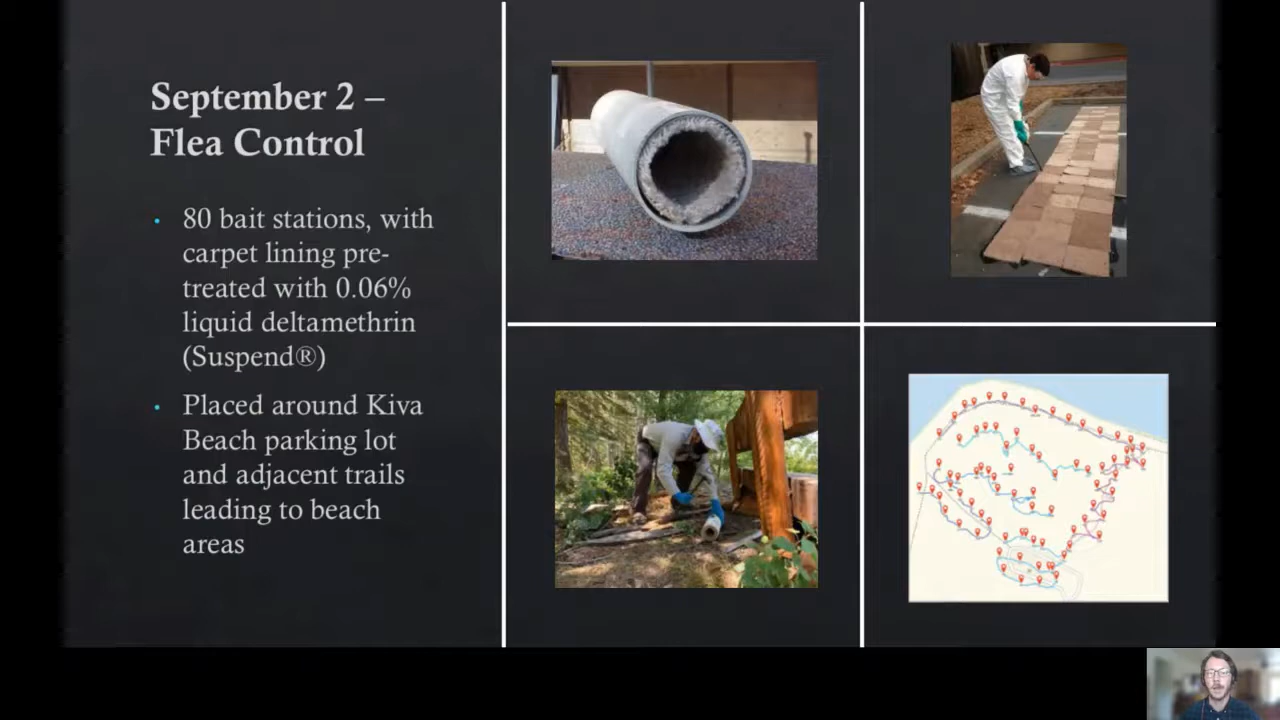 September 2 –
Flea Control
80 bait stations, with
carpet lining pre-
treated with 0.06%
liquid deltamethrin
(Suspend®)
Placed around Kiva
Beach parking lot
and adjacent trails
leading to beach
areas